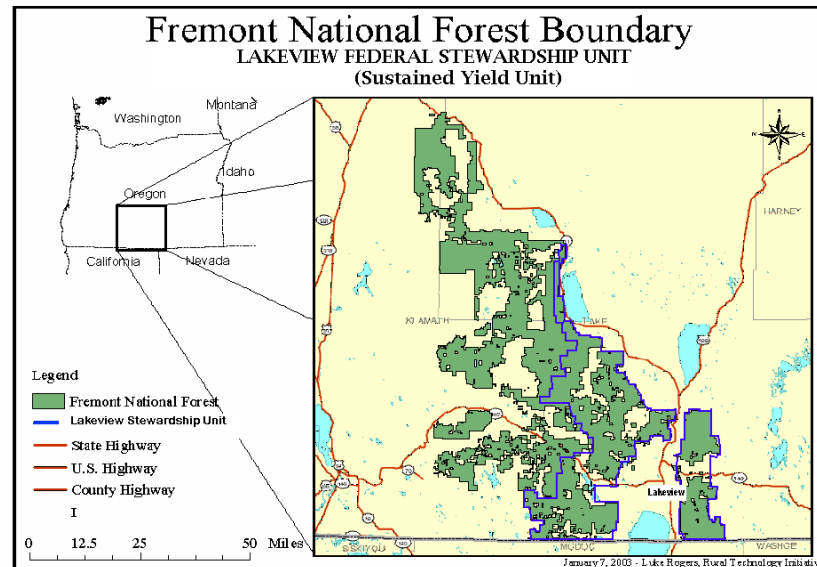 Fremont National Forest Boundary
LAKEVIEW FEDERAL STEWARDSHIP UNIT
(Sustained Yield Unit)
Washington
Montana
Idaho
Oregon
California
Nevada
HARNEY
KLAMATH
LAKE
Lakeview
140
SISKIYOU
MODOC
WASHOE
Legend
Fremont National Forest
Lakeview Stewardship Unit
State Highway
U.S. Highway
County Highway
I
0 12.5 25 50 Miles
January 7, 2003 - Luke Rogers, Rural Technology Initiativ